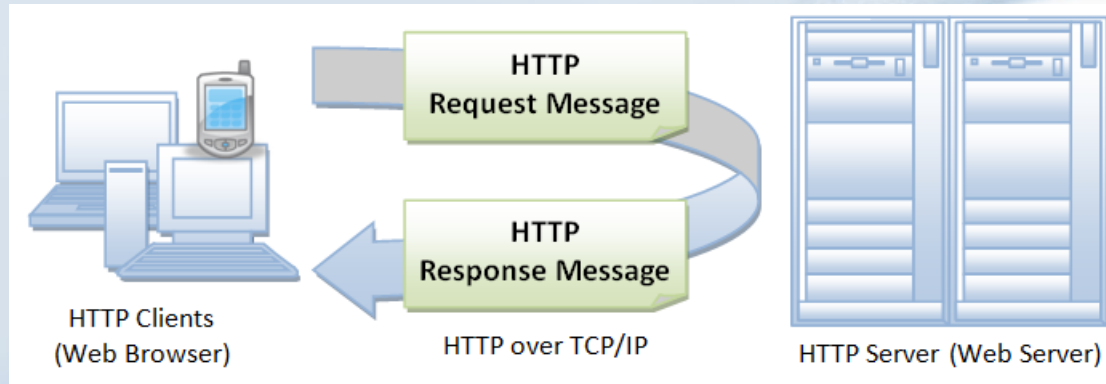 HTTP
Request Message
HTTP
Response Message
HTTP Clients
(Web Browser)
HTTP over TCP/IP
HTTP Server (Web Server)